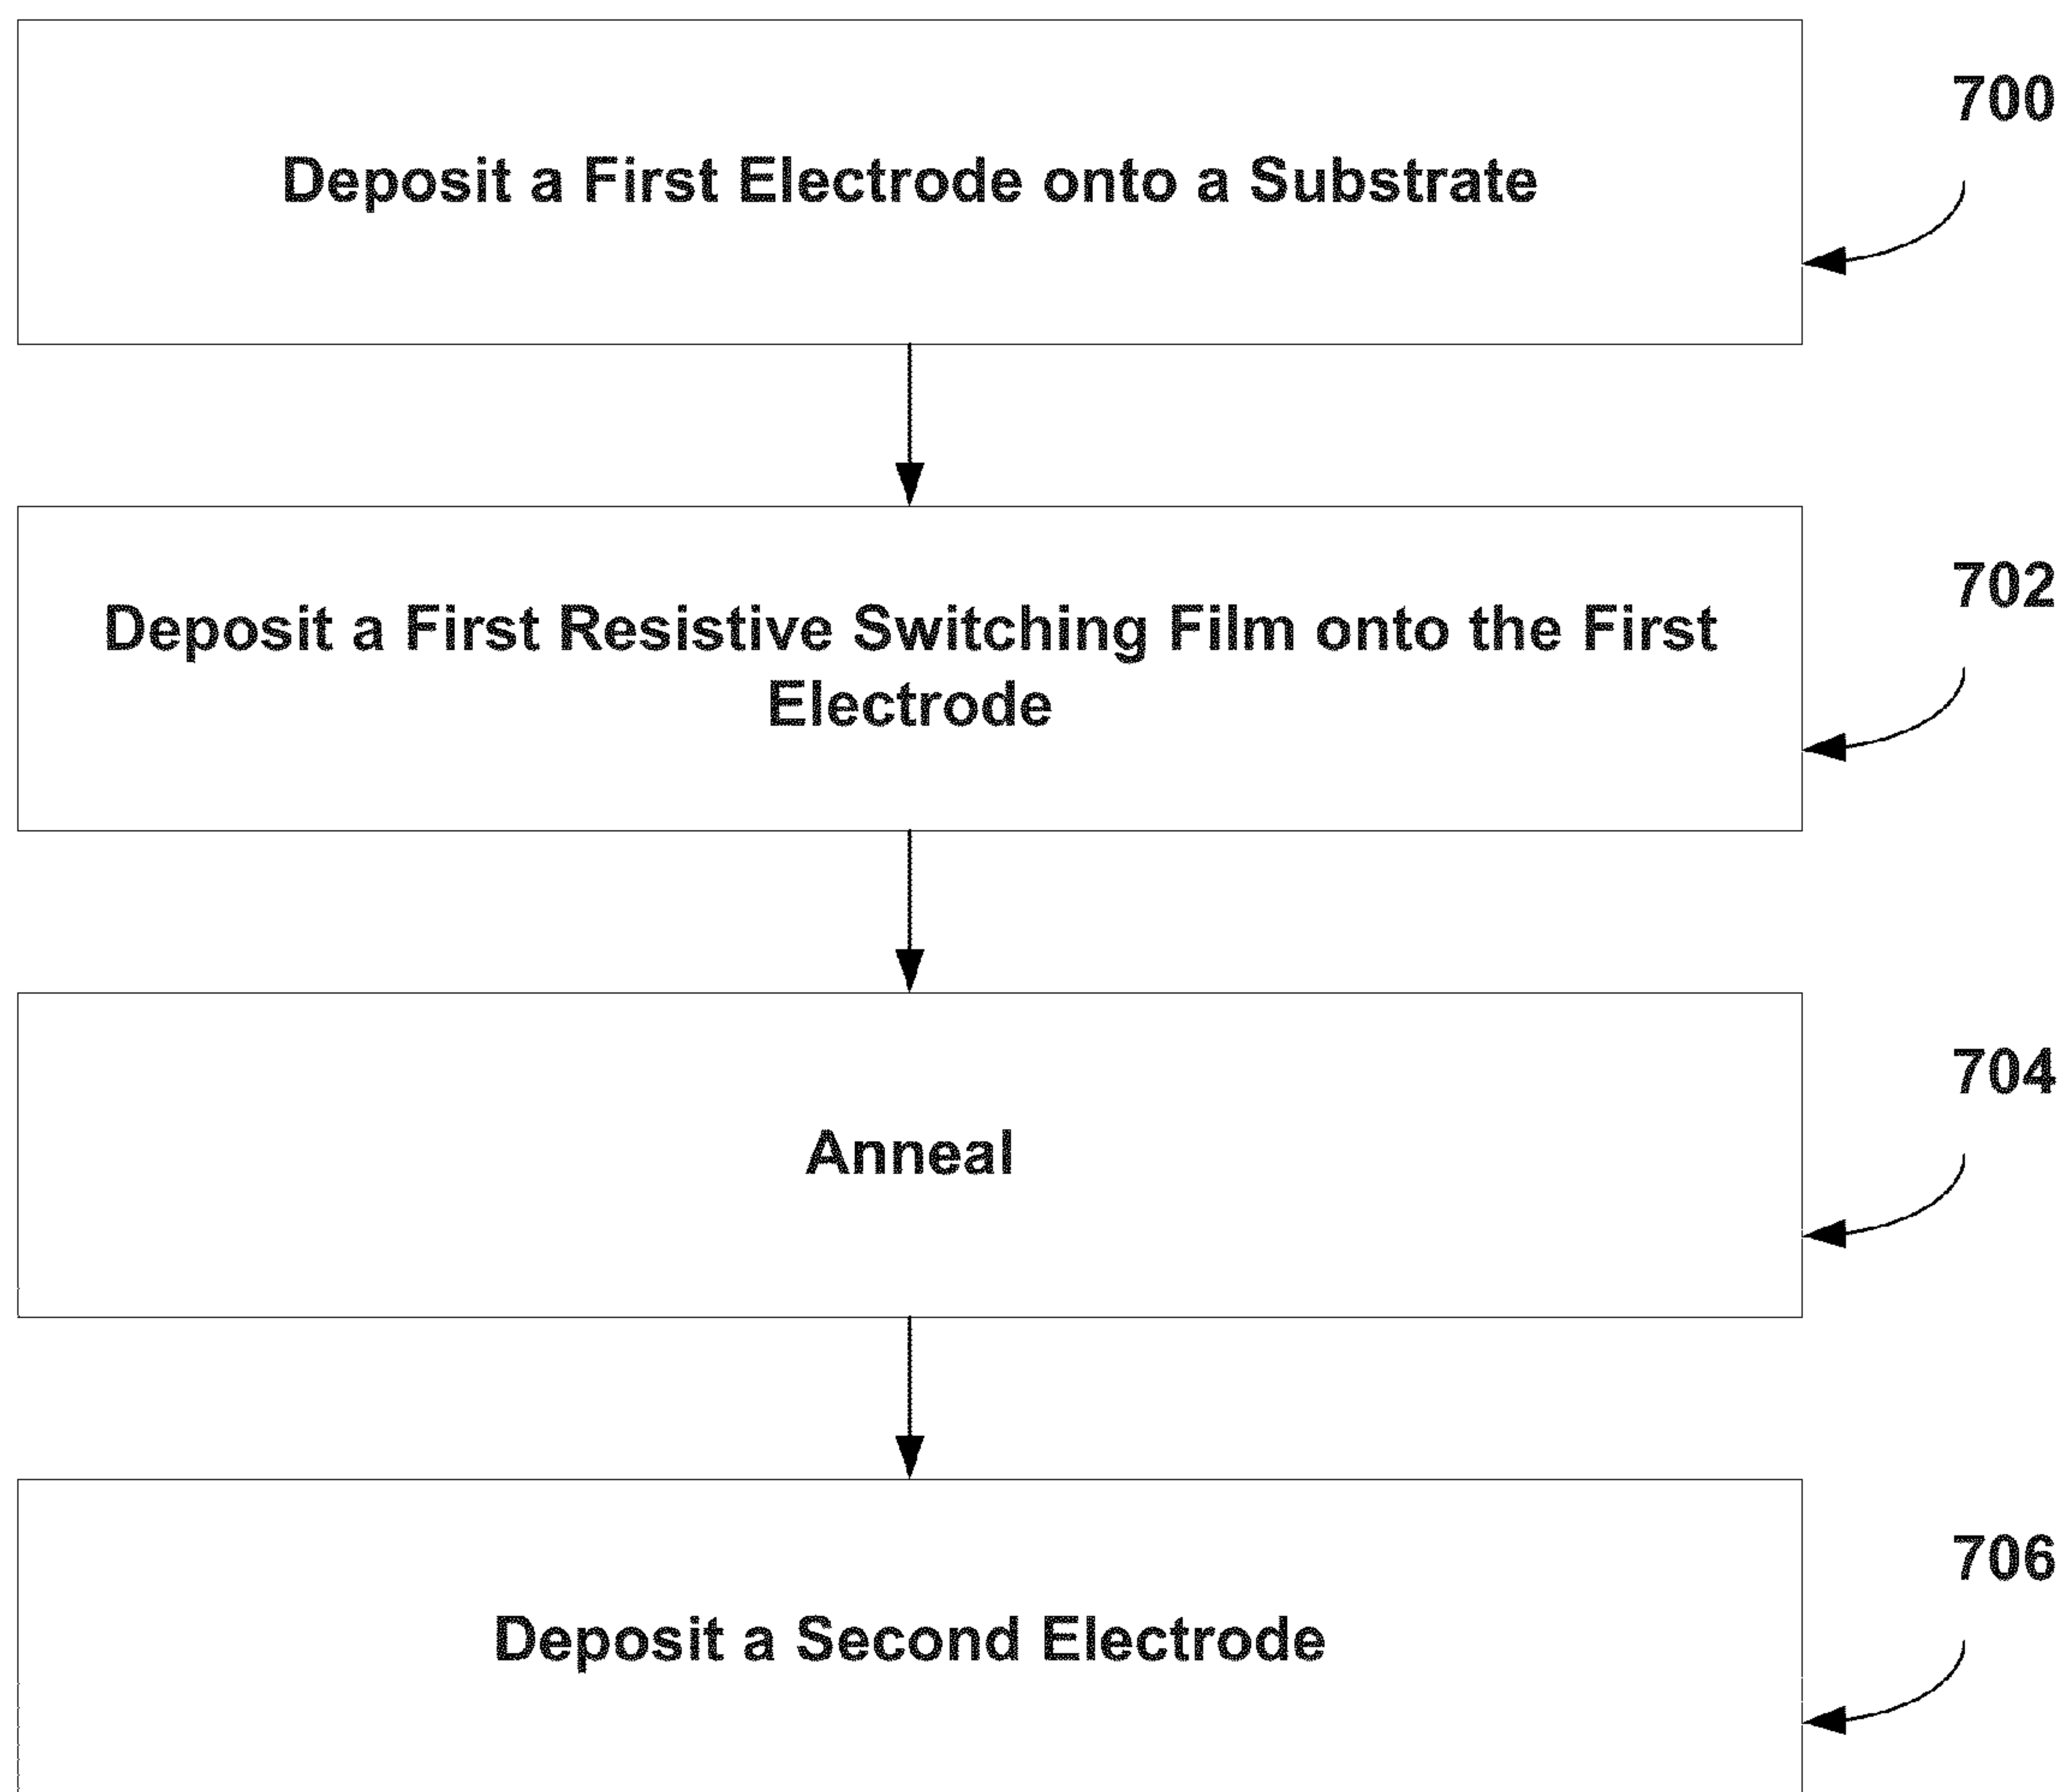 700
Deposit a First Electrode onto a Substrate
702
Deposit a First Resistive Switching Film onto the First
Electrode
704
Anneal
706
Deposit a Second Electrode